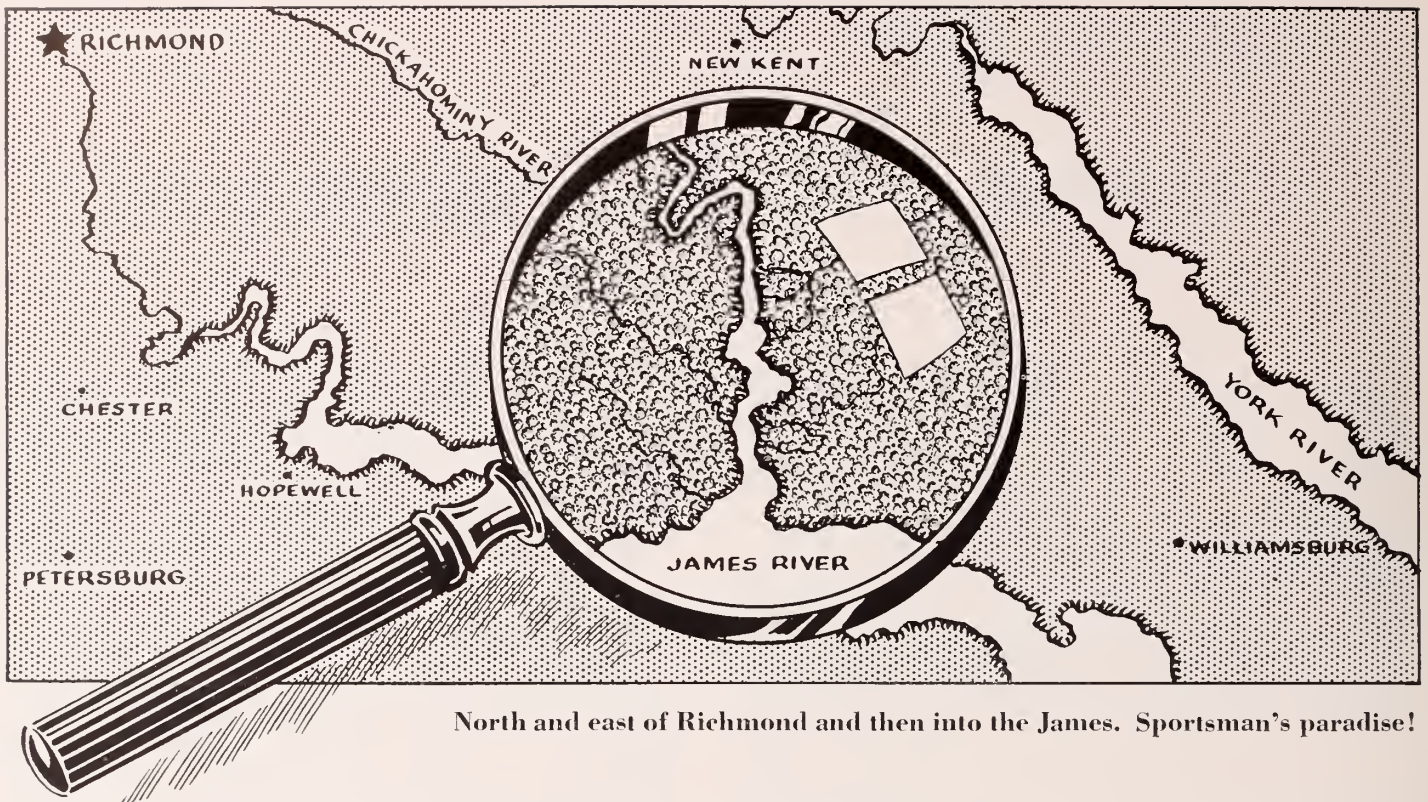 RICHMOND
CHICKAHOMINY RIVER
NEW KENT
CHESTER
HOPEWELL
PETERSBURG
JAMES RIVER
YORK RIVER
WILLIAMSBURG
North and east of Richmond and then into the James. Sportsman's paradise!